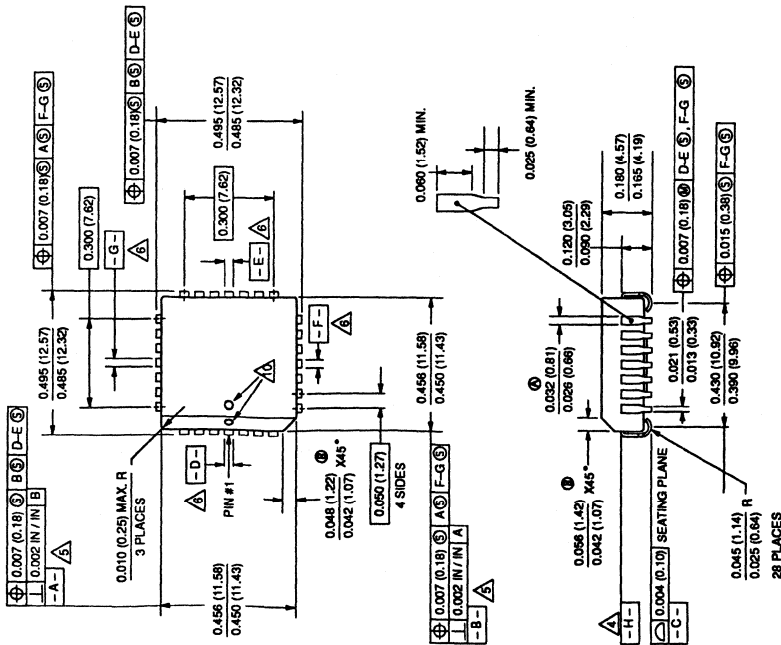 ⌖ 0.007 (0.18) Ⓢ B Ⓢ D-E Ⓢ
⊥ 0.002 IN / IN B
-A-
5
0.010 (0.25) MAX. R
3 PLACES
0.456 (11.58)
0.450 (11.43)
0.495 (12.57)
0.485 (12.32)
⌖ 0.007 (0.18) Ⓢ A Ⓢ F-G Ⓢ
0.300 (7.62)
-G-
6
⌖ 0.007 (0.18) Ⓢ B Ⓢ D-E Ⓢ
0.495 (12.57)
0.485 (12.32)
0.300 (7.62)
-E-
6
-D-
6
PIN #1
10
-F-
6
Ⓑ
0.048 (1.22)
0.042 (1.07)
X45°
0.050 (1.27)
4 SIDES
0.456 (11.58)
0.450 (11.43)
⌖ 0.007 (0.18) Ⓢ A Ⓢ F-G Ⓢ
⊥ 0.002 IN / IN A
-B-
5
0.060 (1.52) MIN.
0.025 (0.64) MIN.
0.180 (4.57)
0.165 (4.19)
0.120 (3.05)
0.090 (2.29)
Ⓐ
0.032 (0.81)
0.026 (0.66)
Ⓑ
0.056 (1.42)
0.042 (1.07)
X45°
0.021 (0.53)
0.013 (0.33)
⌖ 0.007 (0.18) Ⓜ D-E Ⓢ, F-G Ⓢ
0.430 (10.92)
0.390 (9.96)
⌖ 0.015 (0.38) Ⓢ F-G Ⓢ
4
-H-
⌓ 0.004 (0.10) SEATING PLANE
-C-
0.045 (1.14)
0.025 (0.64)
R
28 PLACES